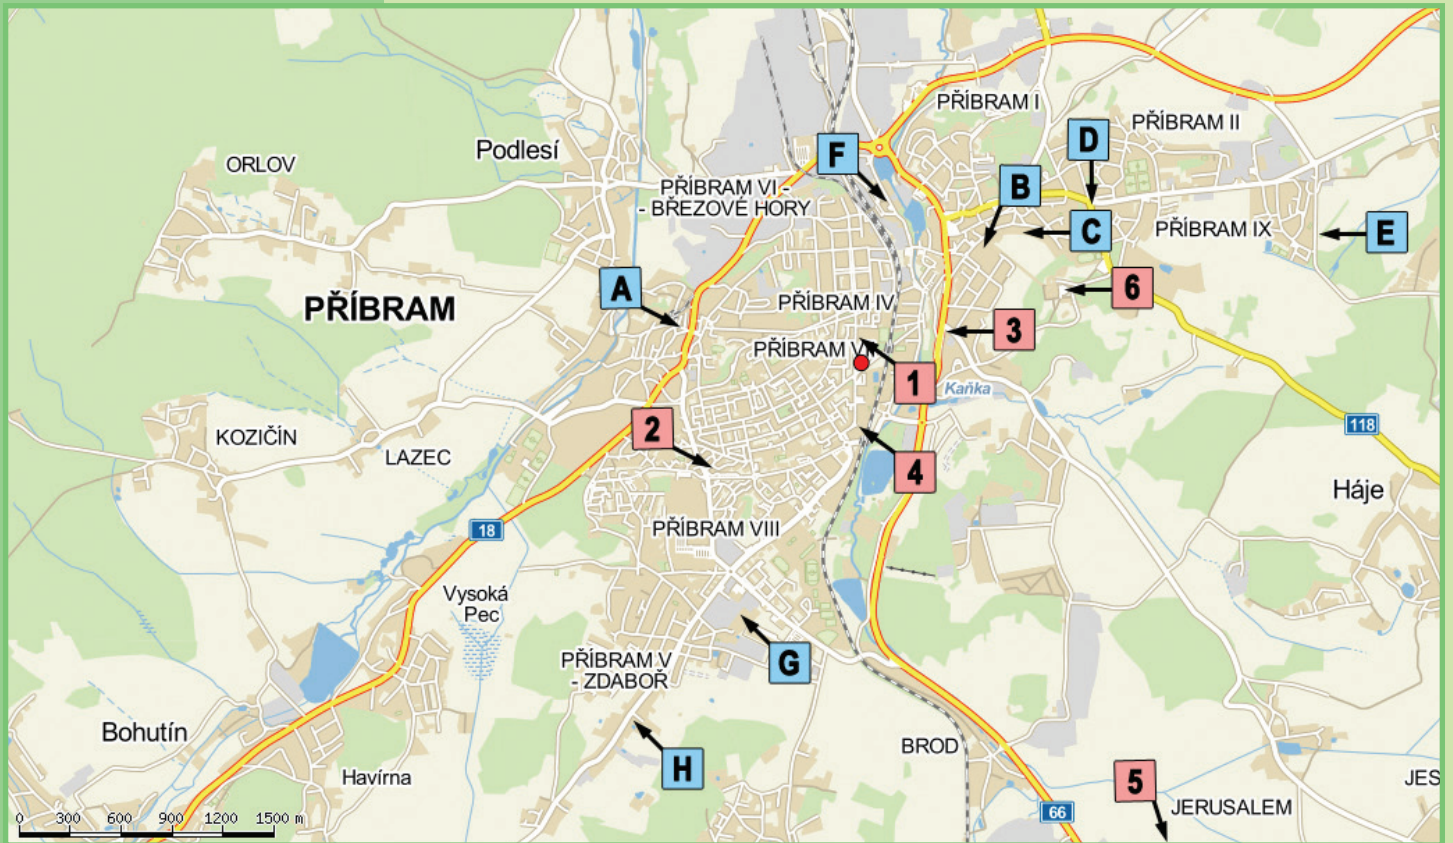 PŘÍBRAM I
PŘÍBRAM II
D
Podlesí
F
ORLOV
B
PŘÍBRAM VI -
- BŘEZOVÉ HORY
C
PŘÍBRAM IX
E
A
6
PŘÍBRAM
PŘÍBRAM IV
3
PŘÍBRAM VII
1
Kaňka
2
118
KOZIČÍN
LAZEC
4
Háje
18
PŘÍBRAM VIII
Vysoká
Pec
PŘÍBRAM V
- ZDABOŘ
G
Bohutín
BROD
H
Havírna
5
JES
JERUSALEM
66
0 300 600 900 1200 1500 m